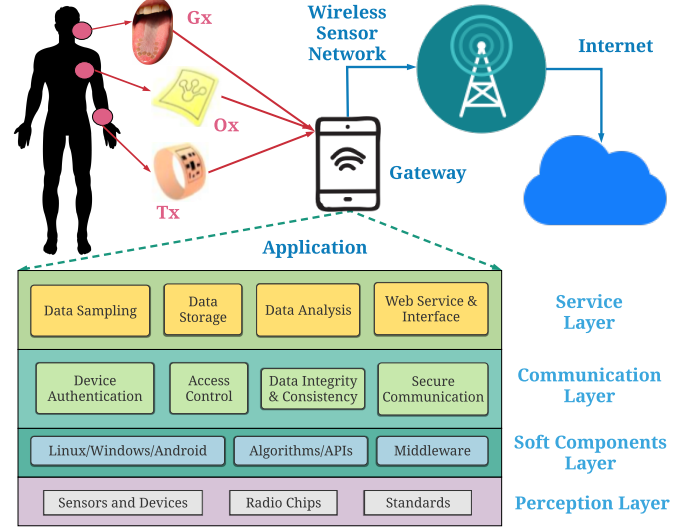 Gx
Wireless
Sensor
Network
Internet
Ox
Gateway
Tx
Application
Data Sampling
Data
Storage
Data Analysis
Web Service &
Interface
Service
Layer
Device
Authentication
Access
Control
Data Integrity
& Consistency
Secure
Communication
Communication
Layer
Linux/Windows/Android
Algorithms/APIs
Middleware
Soft Components
Layer
Sensors and Devices
Radio Chips
Standards
Perception Layer